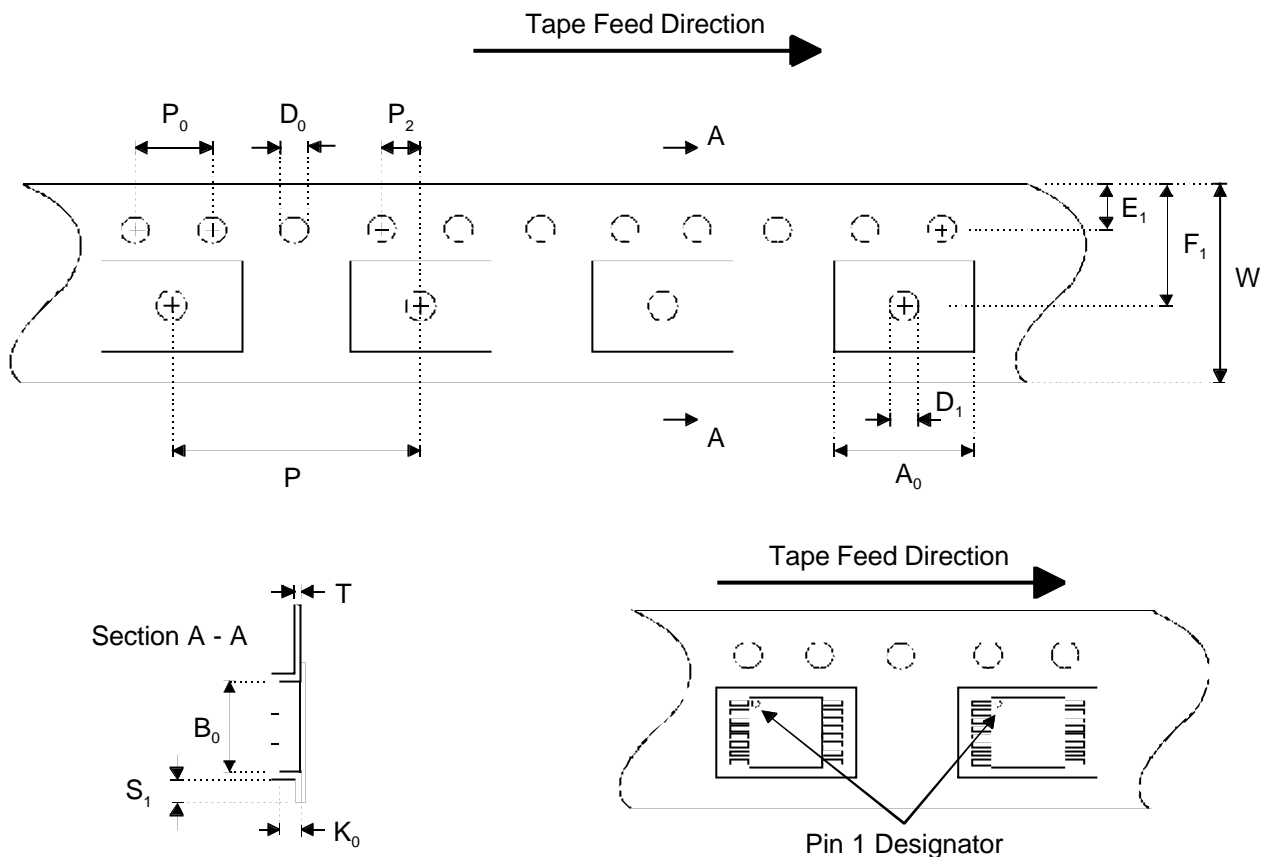 Tape Feed Direction
P₀
D₀
P₂
A
E₁
F₁
W
D₁
A
P
A₀
Tape Feed Direction
T
Section A - A
B₀
S₁
K₀
Pin 1 Designator